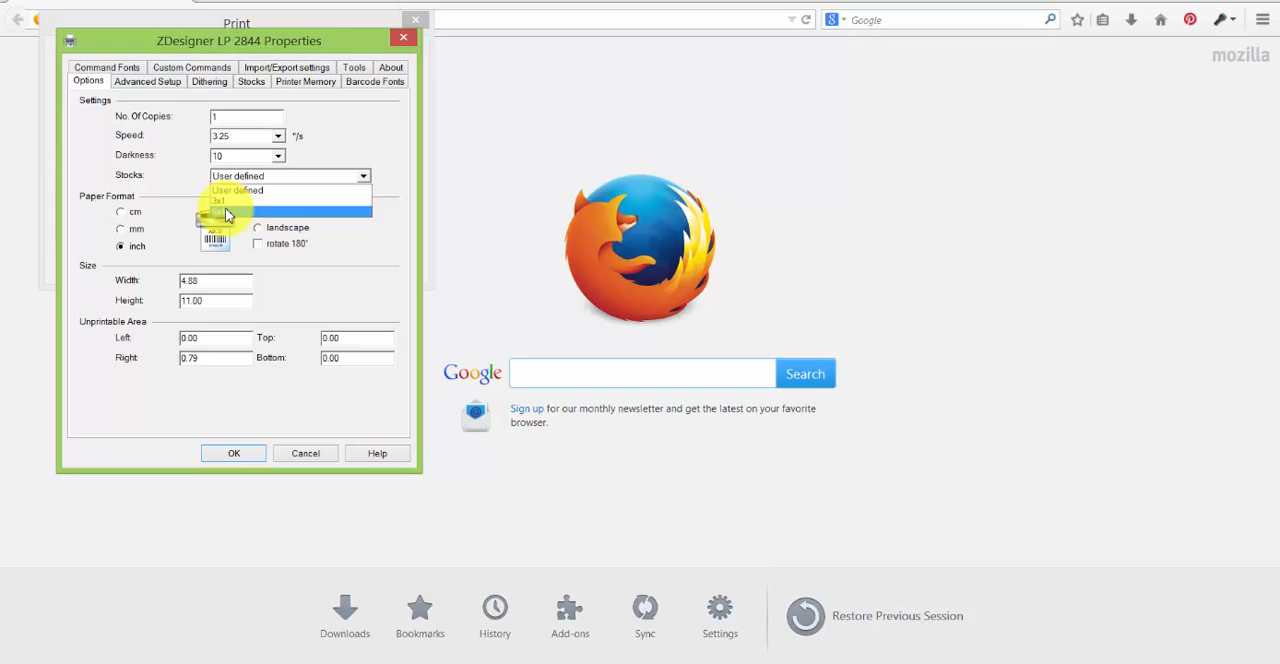 Print
Google
mozilla
ZDesigner LP 2844 Properties
Command Fonts Custom Commands Import/Export settings Tools About
Options Advanced Setup Dithering Stocks Printer Memory Barcode Fonts
Settings
No. Of Copies: 1
Speed: 3.25 "/s
Darkness: 10
Stocks: User defined
User defined
3x1
Paper Format
cm
mm
inch
landscape
rotate 180°
Size
Width: 4.88
Height: 11.00
Unprintable Area
Left: 0.00 Top: 0.00
Right: 0.79 Bottom: 0.00
OK Cancel Help
Google Search
Sign up for our monthly newsletter and get the latest on your favorite
browser.
Downloads Bookmarks History Add-ons Sync Settings Restore Previous Session